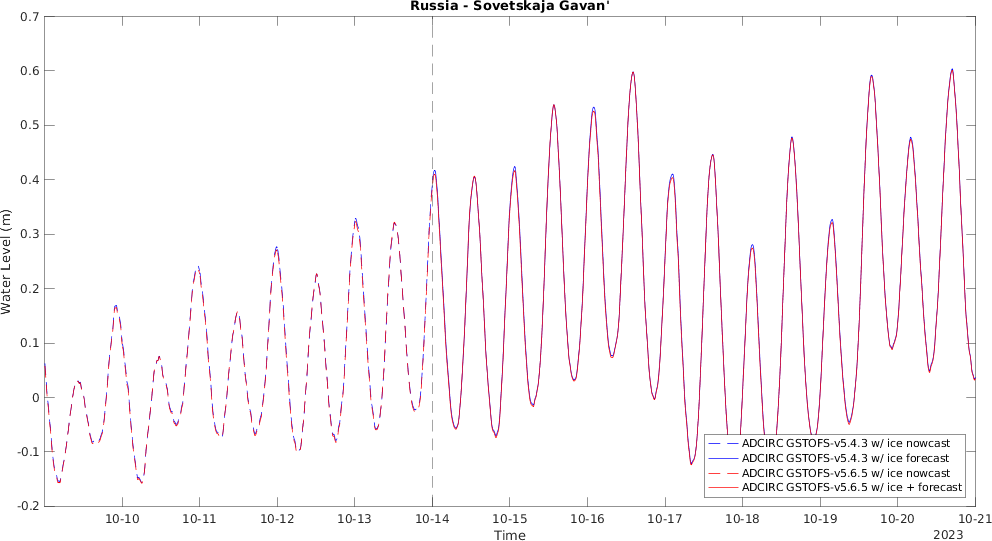 Russia - Sovetskaja Gavan'
Water Level (m)
0.7
0.6
0.5
0.4
0.3
0.2
0.1
0
-0.1
-0.2
10-10 10-11 10-12 10-13 10-14 10-15 10-16 10-17 10-18 10-19 10-20 10-21
Time
2023
ADCIRC GSTOFS-v5.4.3 w/ ice nowcast
ADCIRC GSTOFS-v5.4.3 w/ ice forecast
ADCIRC GSTOFS-v5.6.5 w/ ice nowcast
ADCIRC GSTOFS-v5.6.5 w/ ice + forecast